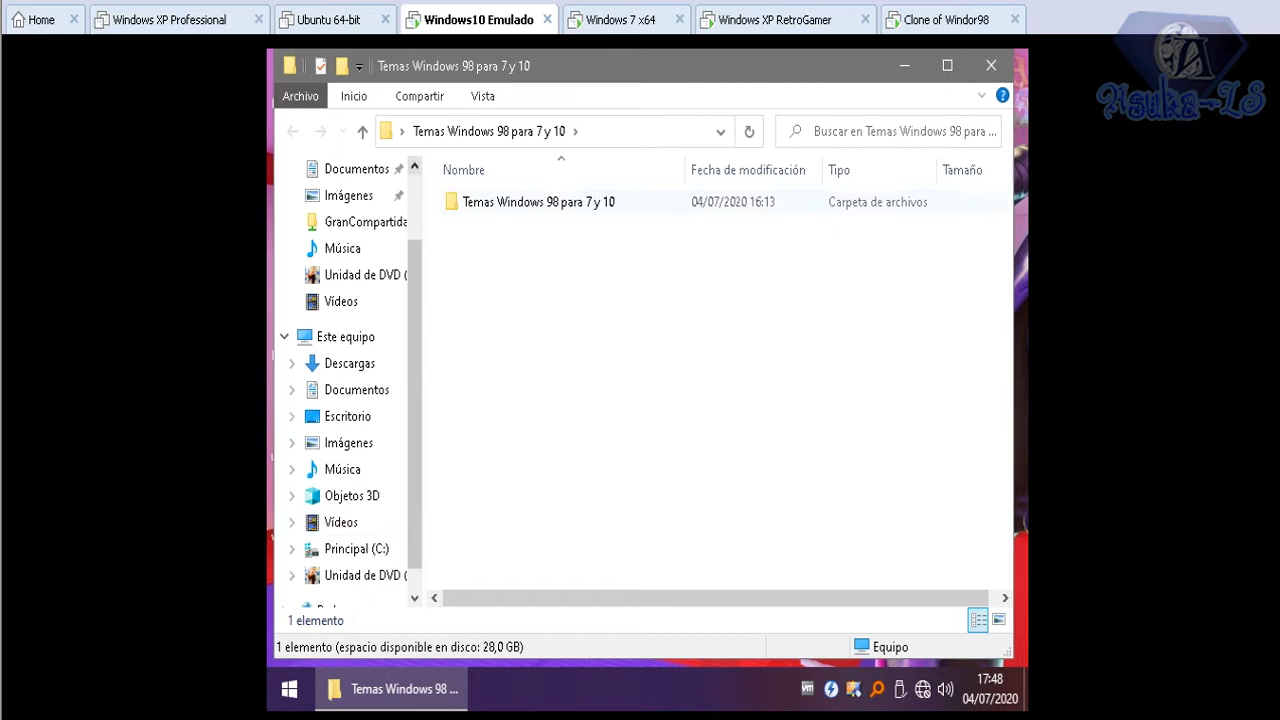 Home
Windows XP Professional
Ubuntu 64-bit
Windows10 Emulado
Windows 7 x64
Windows XP RetroGamer
Clone of Windor98
Asuka-LS
Temas Windows 98 para 7 y 10
Archivo
Inicio
Compartir
Vista
Temas Windows 98 para 7 y 10
Buscar en Temas Windows 98 para ...
Documentos
Imágenes
GranCompartida
Música
Unidad de DVD (
Vídeos
Este equipo
Descargas
Documentos
Escritorio
Imágenes
Música
Objetos 3D
Vídeos
Principal (C:)
Unidad de DVD (
Nombre
Fecha de modificación
Tipo
Tamaño
Temas Windows 98 para 7 y 10
04/07/2020 16:13
Carpeta de archivos
1 elemento
1 elemento (espacio disponible en disco: 28,0 GB)
Equipo
Temas Windows 98 ...
vm
17:48
04/07/2020